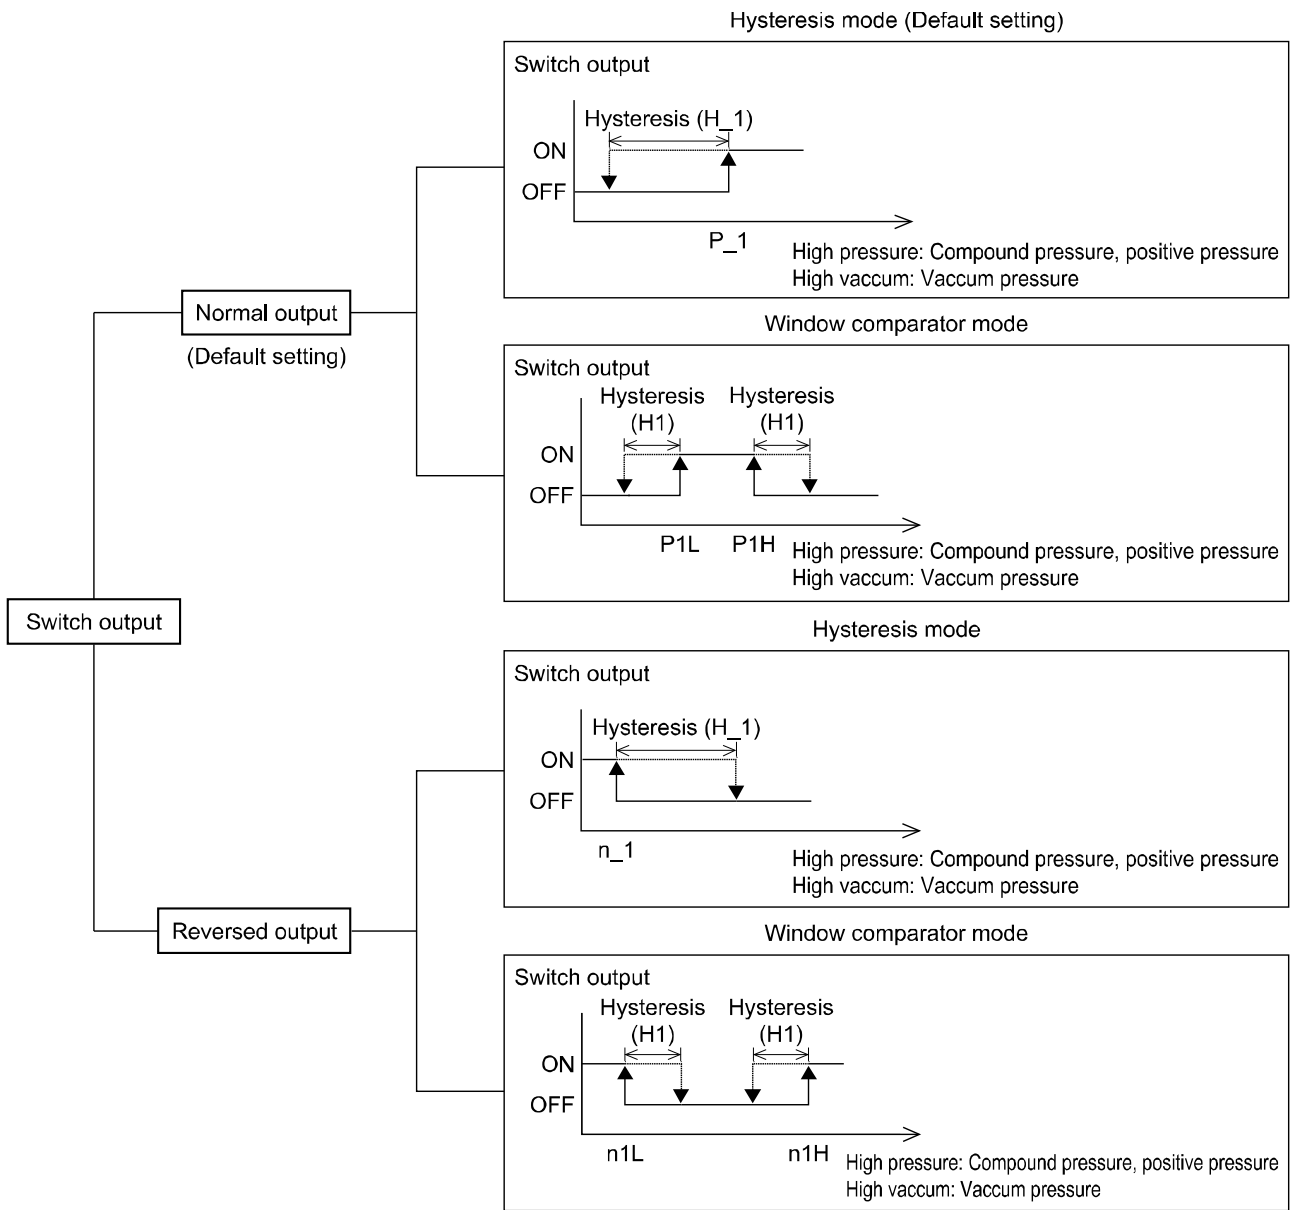 Hysteresis mode (Default setting)
Switch output
Hysteresis (H_1)
ON
OFF
P_1
High pressure: Compound pressure, positive pressure
High vaccum: Vaccum pressure
Normal output
(Default setting)
Window comparator mode
Switch output
Hysteresis Hysteresis
(H1) (H1)
ON
OFF
P1L P1H
High pressure: Compound pressure, positive pressure
High vaccum: Vaccum pressure
Switch output
Hysteresis mode
Switch output
Hysteresis (H_1)
ON
OFF
n_1
High pressure: Compound pressure, positive pressure
High vaccum: Vaccum pressure
Reversed output
Window comparator mode
Switch output
Hysteresis Hysteresis
(H1) (H1)
ON
OFF
n1L n1H
High pressure: Compound pressure, positive pressure
High vaccum: Vaccum pressure